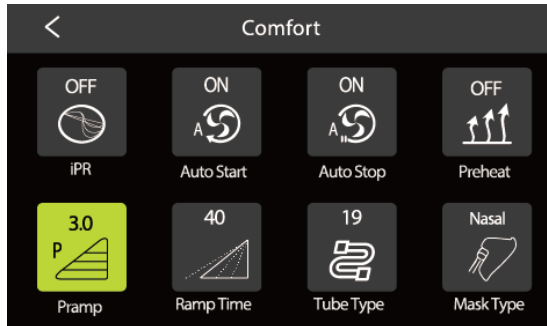 Comfort
OFF ON ON OFF
A A
iPR Auto Start Auto Stop Preheat
3.0 40 19 Nasal
P
Pramp Ramp Time Tube Type Mask Type